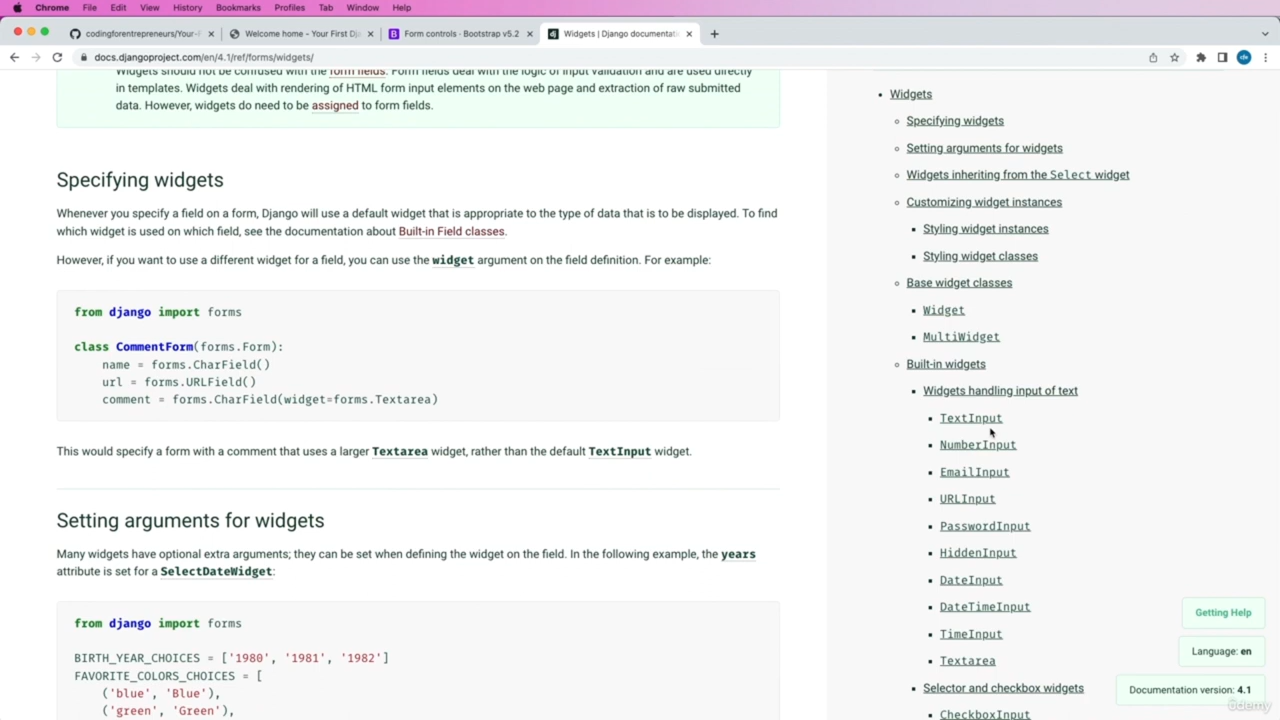 Chrome File Edit View History Bookmarks Profiles Tab Window Help
codingforentrepreneurs/Your-F Welcome home - Your First Dja Form controls · Bootstrap v5.2 Widgets | Django documentatio
docs.djangoproject.com/en/4.1/ref/forms/widgets/
Widgets should not be confused with the form fields. Form fields deal with the logic of input validation and are used directly
in templates. Widgets deal with rendering of HTML form input elements on the web page and extraction of raw submitted
data. However, widgets do need to be assigned to form fields.
Specifying widgets
Whenever you specify a field on a form, Django will use a default widget that is appropriate to the type of data that is to be displayed. To find
which widget is used on which field, see the documentation about Built-in Field classes.
However, if you want to use a different widget for a field, you can use the widget argument on the field definition. For example:
from django import forms
class CommentForm(forms.Form):
name = forms.CharField()
url = forms.URLField()
comment = forms.CharField(widget=forms.Textarea)
This would specify a form with a comment that uses a larger Textarea widget, rather than the default TextInput widget.
Setting arguments for widgets
Many widgets have optional extra arguments; they can be set when defining the widget on the field. In the following example, the years
attribute is set for a SelectDateWidget:
from django import forms
BIRTH_YEAR_CHOICES = ['1980', '1981', '1982']
FAVORITE_COLORS_CHOICES = [
('blue', 'Blue'),
('green', 'Green'),
Widgets
Specifying widgets
Setting arguments for widgets
Widgets inheriting from the Select widget
Customizing widget instances
Styling widget instances
Styling widget classes
Base widget classes
Widget
MultiWidget
Built-in widgets
Widgets handling input of text
TextInput
NumberInput
EmailInput
URLInput
PasswordInput
HiddenInput
DateInput
DateTimeInput
TimeInput
Textarea
Selector and checkbox widgets
CheckboxInput
Getting Help
Language: en
Documentation version: 4.1
ûdemy